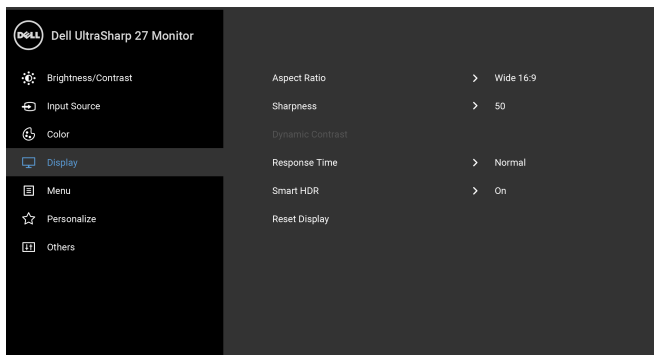 DELL Dell UltraSharp 27 Monitor
Brightness/Contrast
Input Source
Color
Display
Menu
Personalize
Others
Aspect Ratio > Wide 16:9
Sharpness > 50
Dynamic Contrast
Response Time > Normal
Smart HDR > On
Reset Display